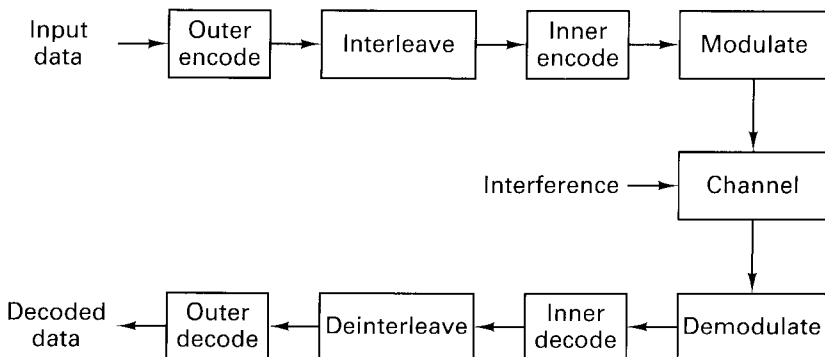 Input
data
Outer
encode
Interleave
Inner
encode
Modulate
Interference
Channel
Decoded
data
Outer
decode
Deinterleave
Inner
decode
Demodulate